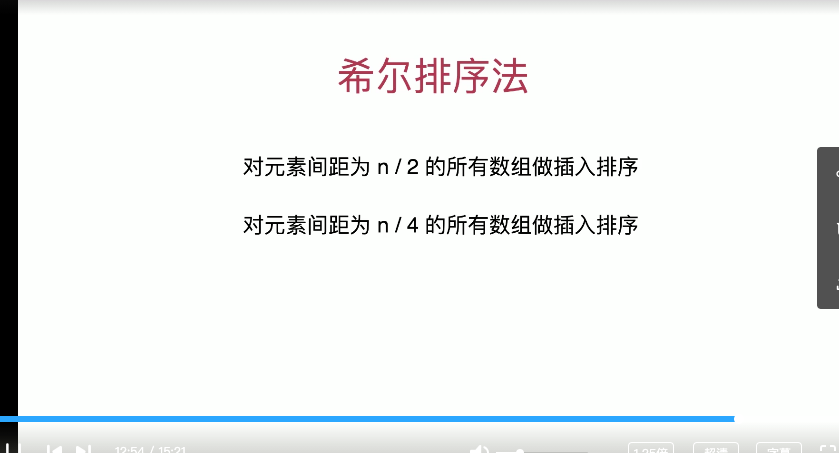 希尔排序法
对元素间距为 n / 2 的所有数组做插入排序
对元素间距为 n / 4 的所有数组做插入排序
12:54 / 15:21
1.25倍
超清
字幕